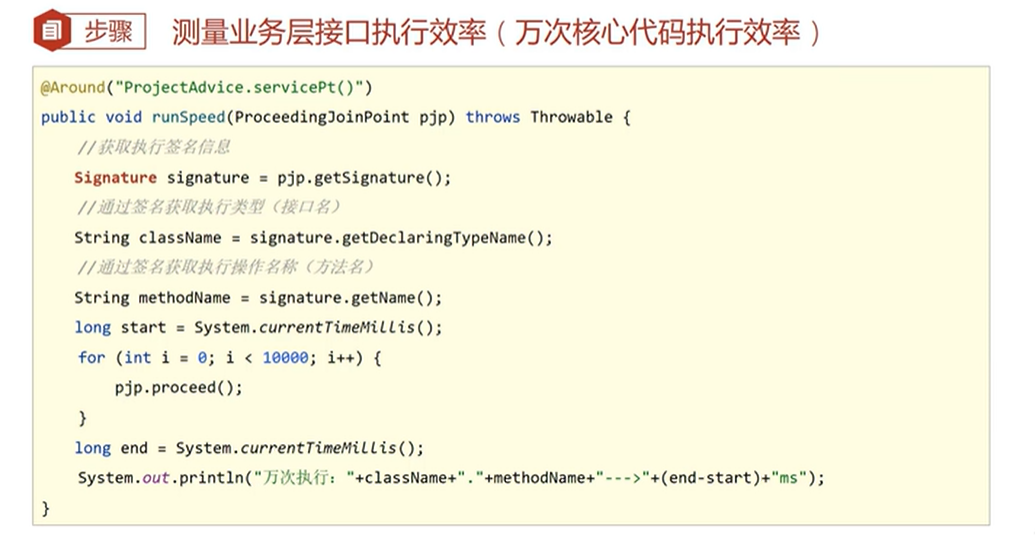 步骤
测量业务层接口执行效率（万次核心代码执行效率）
@Around("ProjectAdvice.servicePt()")
public void runSpeed(ProceedingJoinPoint pjp) throws Throwable {
//获取执行签名信息
Signature signature = pjp.getSignature();
//通过签名获取执行类型（接口名）
String className = signature.getDeclaringTypeName();
//通过签名获取执行操作名称（方法名）
String methodName = signature.getName();
long start = System.currentTimeMillis();
for (int i = 0; i < 10000; i++) {
pjp.proceed();
}
long end = System.currentTimeMillis();
System.out.println("万次执行："+className+"."+methodName+"--->"+(end-start)+"ms");
}